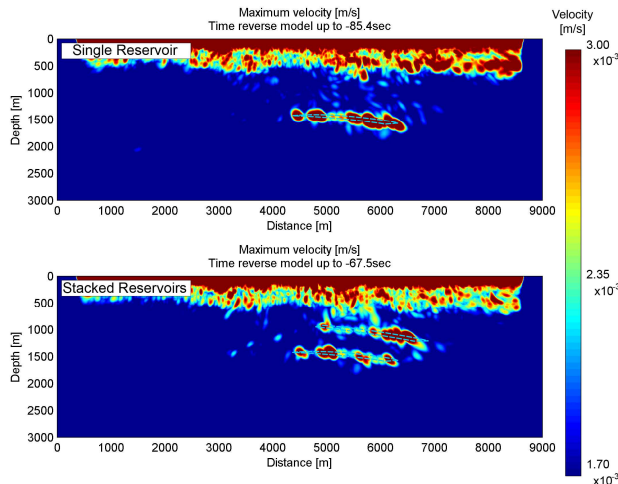 Maximum velocity [m/s]
Time reverse model up to -85.4sec
Velocity
[m/s]
Single Reservoir
0
500
1000
1500
2000
2500
3000
Depth [m]
0 1000 2000 3000 4000 5000 6000 7000 8000 9000
Distance [m]
3.00
x10⁻³
2.35
x10⁻³
1.70
x10⁻³
Maximum velocity [m/s]
Time reverse model up to -67.5sec
Stacked Reservoirs
0
500
1000
1500
2000
2500
3000
Depth [m]
0 1000 2000 3000 4000 5000 6000 7000 8000 9000
Distance [m]